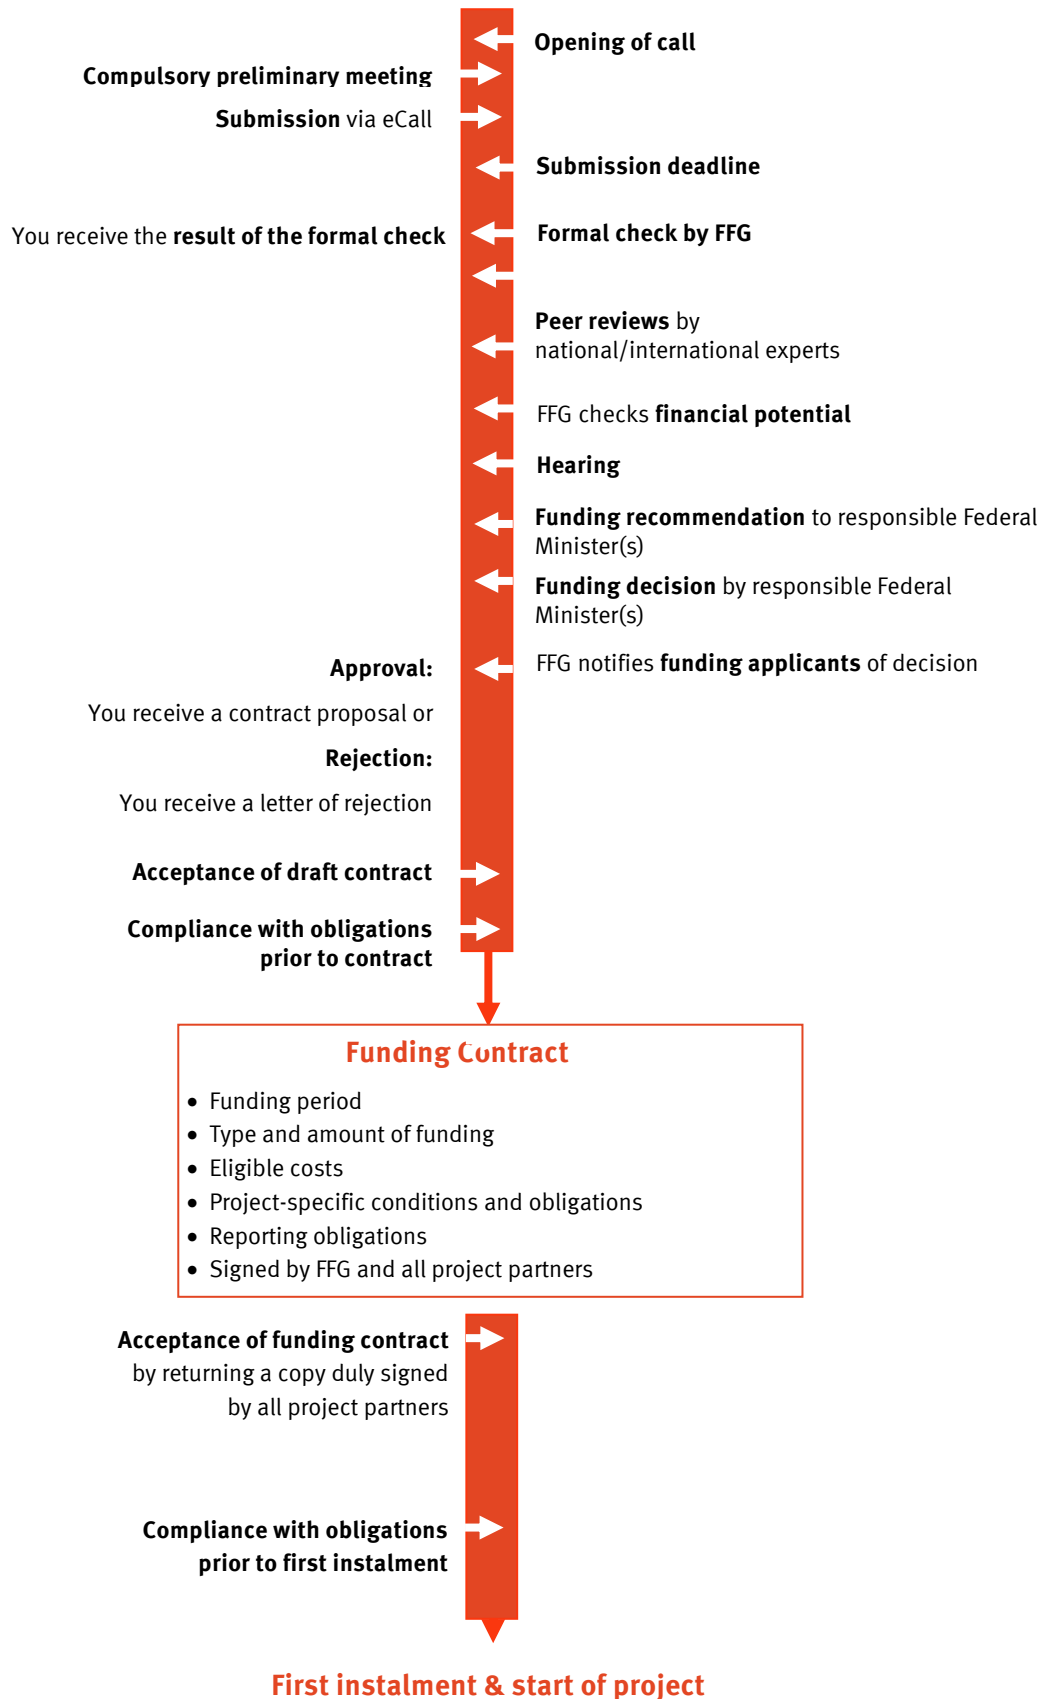 Opening of call
Compulsory preliminary meeting
Submission via eCall
Submission deadline
You receive the result of the formal check
Formal check by FFG
Peer reviews by
national/international experts
FFG checks financial potential
Hearing
Funding recommendation to responsible Federal
Minister(s)
Funding decision by responsible Federal
Minister(s)
FFG notifies funding applicants of decision
Approval:
You receive a contract proposal or
Rejection:
You receive a letter of rejection
Acceptance of draft contract
Compliance with obligations
prior to contract
Funding Contract
• Funding period
• Type and amount of funding
• Eligible costs
• Project-specific conditions and obligations
• Reporting obligations
• Signed by FFG and all project partners
Acceptance of funding contract
by returning a copy duly signed
by all project partners
Compliance with obligations
prior to first instalment
First instalment & start of project